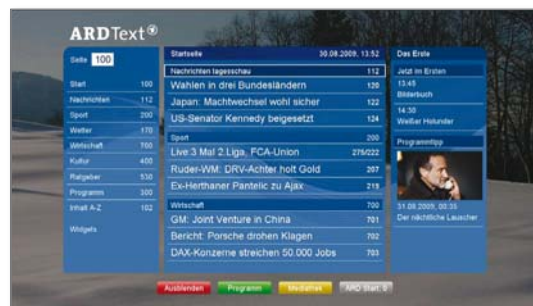 ARD Text
Seite 100
Start 100
Nachrichten 112
Sport 200
Wetter 170
Wirtschaft 700
Kultur 400
Ratgeber 530
Programm 300
Inhalt A-Z 102
Widgets
Startseite 30.08.2009, 13:52
Nachrichten tagesschau 112
Wahlen in drei Bundesländern 120
Japan: Machtwechsel wohl sicher 122
US-Senator Kennedy beigesetzt 124
Sport 200
Live 3 Mal 2.Liga, FCA-Union 275/222
Ruder-WM: DRV-Achter holt Gold 207
Ex-Herthaner Pantelic zu Ajax 215
Wirtschaft 700
GM: Joint Venture in China 701
Bericht: Porsche drohen Klagen 702
DAX-Konzerne streichen 50.000 Jobs 703
Das Erste
Jetzt im Ersten
13:45
Bilderbuch
14:30
Weißer Holunder
Programmtipp
31.08.2009, 00:35
Der nächtliche Lauscher
Ausblenden Programm Mediathek ARD Start: 0